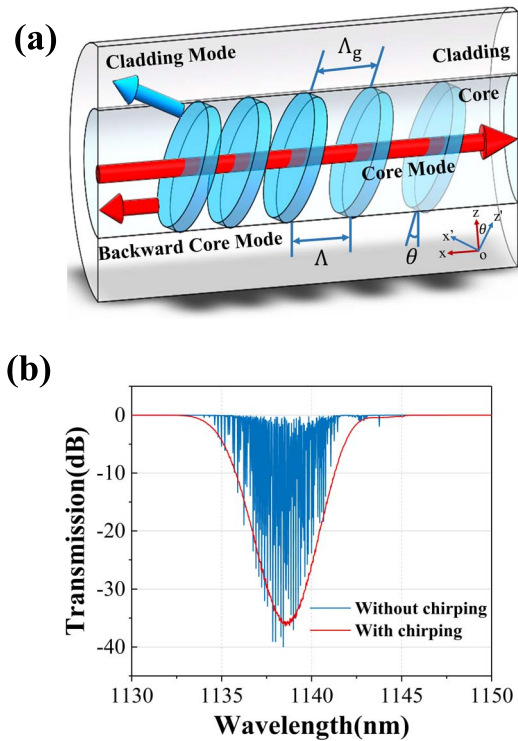 (a)
Cladding Mode
Λg
Cladding
Core
Core Mode
Backward Core Mode
Λ
θ
z
z'
θ
x'
x
o
(b)
Transmission(dB)
0
-10
-20
-30
-40
Without chirping
With chirping
1130
1135
1140
1145
1150
Wavelength(nm)